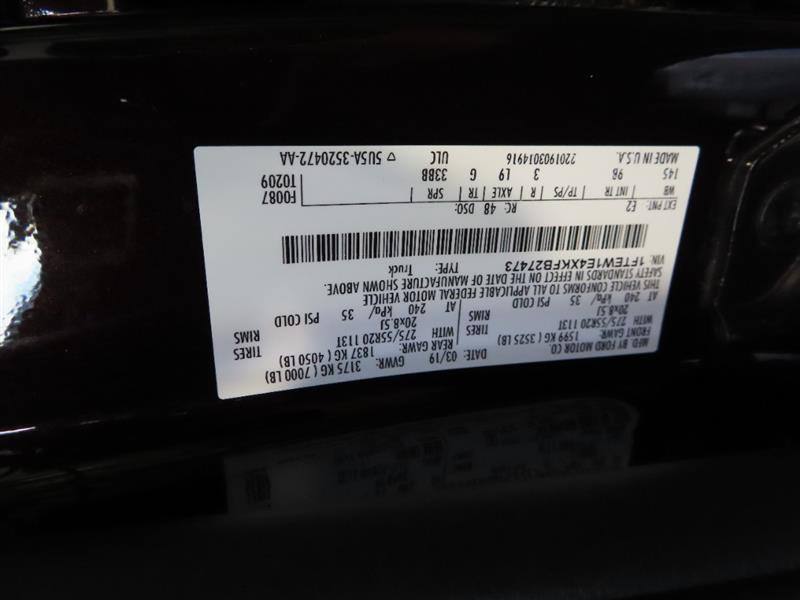 MFD. BY FORD MOTOR CO.
DATE: 03/19 GVWR: 3175 KG ( 7000 LB)
FRONT GAWR: 1599 KG ( 3525 LB) REAR GAWR: 1837 KG ( 4050 LB)
WITH 275/55R20 113T TIRES WITH 275/55R20 113T TIRES
20x8.5J RIMS 20x8.5J RIMS
AT 240 kPa/ 35 PSI COLD AT 240 kPa/ 35 PSI COLD
THIS VEHICLE CONFORMS TO ALL APPLICABLE FEDERAL MOTOR VEHICLE
SAFETY STANDARDS IN EFFECT ON THE DATE OF MANUFACTURE SHOWN ABOVE.
VIN: 1FTEW1E4XKFB27473 TYPE: Truck
EXT PNT: E2 RC: 48 DSO: F0087
WB INT TR TP/PS R AXLE TR SPR T0209
145 9B 3 L9 G 33BB
MADE IN U.S.A. 2201903014916 ULC ▽ 5U5A-3520472-AA